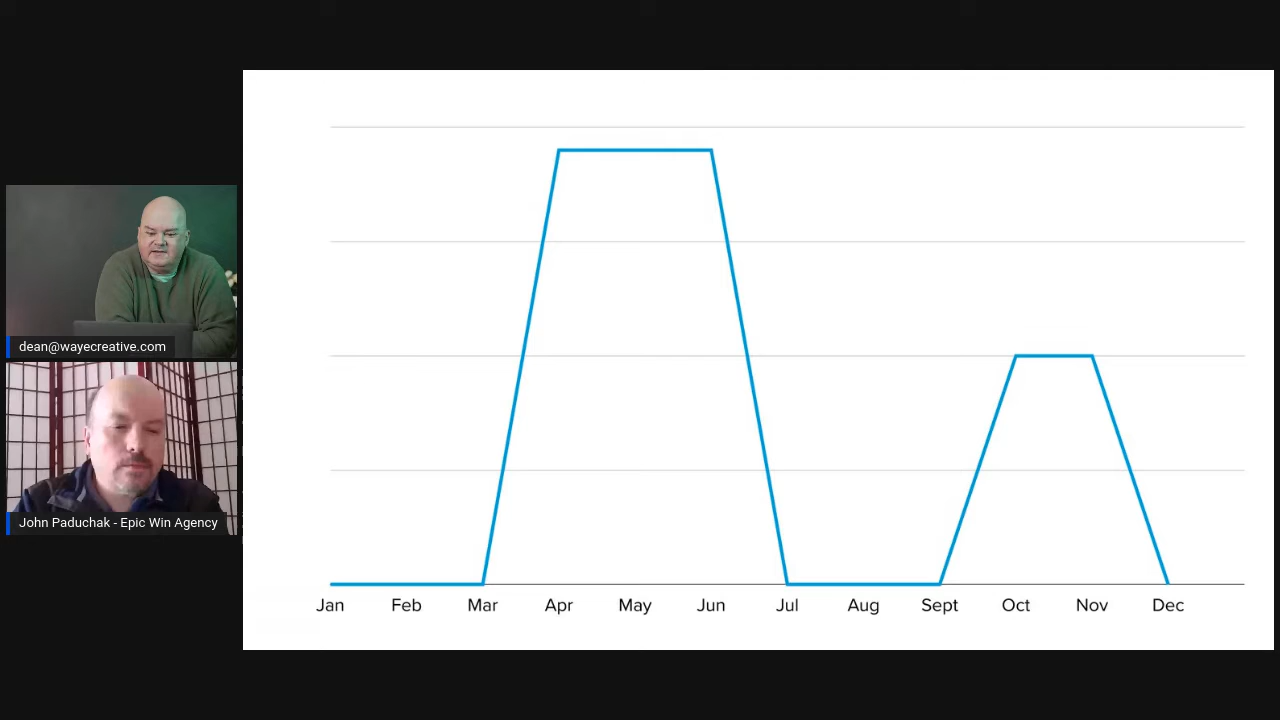 dean@wayecreative.com
John Paduchak - Epic Win Agency
Jan Feb Mar Apr May Jun Jul Aug Sept Oct Nov Dec